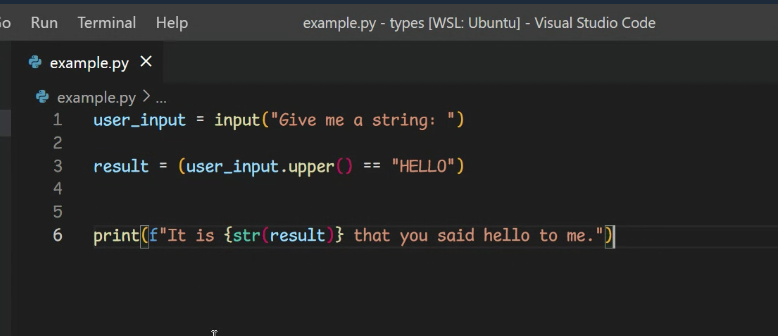 Run Terminal Help example.py - types [WSL: Ubuntu] - Visual Studio Code
example.py ×
example.py > ...
1 user_input = input("Give me a string: ")
2
3 result = (user_input.upper() == "HELLO")
4
5
6 print(f"It is {str(result)} that you said hello to me.")